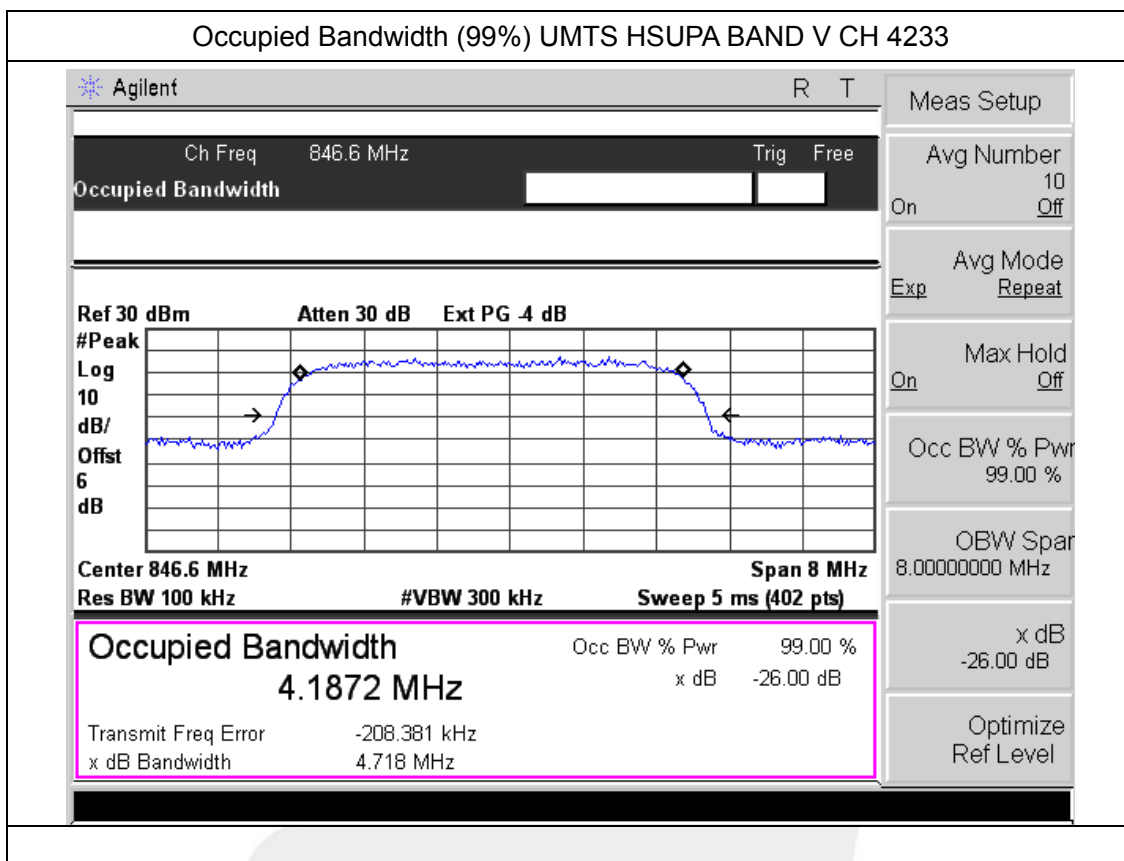 Occupied Bandwidth (99%) UMTS HSUPA BAND V CH 4233
Agilent R T
Meas Setup
Ch Freq 846.6 MHz Trig Free
Occupied Bandwidth
Avg Number
10
On Off
Avg Mode
Exp Repeat
Ref 30 dBm Atten 30 dB Ext PG -4 dB
#Peak
Log
10
dB/
Offst
6
dB
Max Hold
On Off
Occ BW % Pwr
99.00 %
Center 846.6 MHz Span 8 MHz
Res BW 100 kHz #VBW 300 kHz Sweep 5 ms (402 pts)
OBW Span
8.00000000 MHz
Occupied Bandwidth
4.1872 MHz
Occ BW % Pwr 99.00 %
x dB -26.00 dB
Transmit Freq Error -208.381 kHz
x dB Bandwidth 4.718 MHz
x dB
-26.00 dB
Optimize
Ref Level